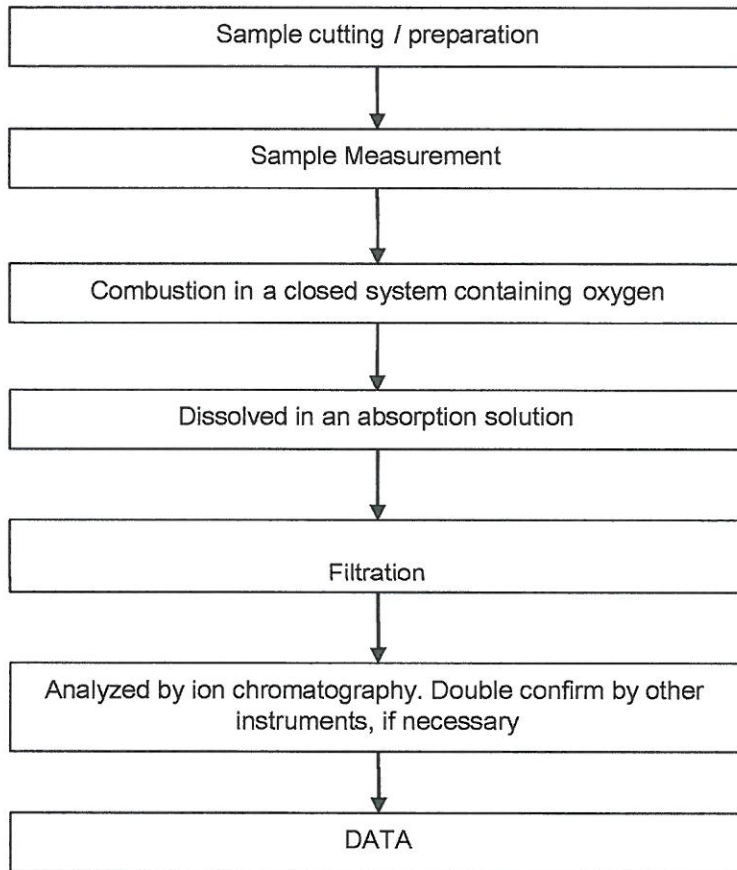 Sample cutting / preparation
Sample Measurement
Combustion in a closed system containing oxygen
Dissolved in an absorption solution
Filtration
Analyzed by ion chromatography. Double confirm by other
instruments, if necessary
DATA